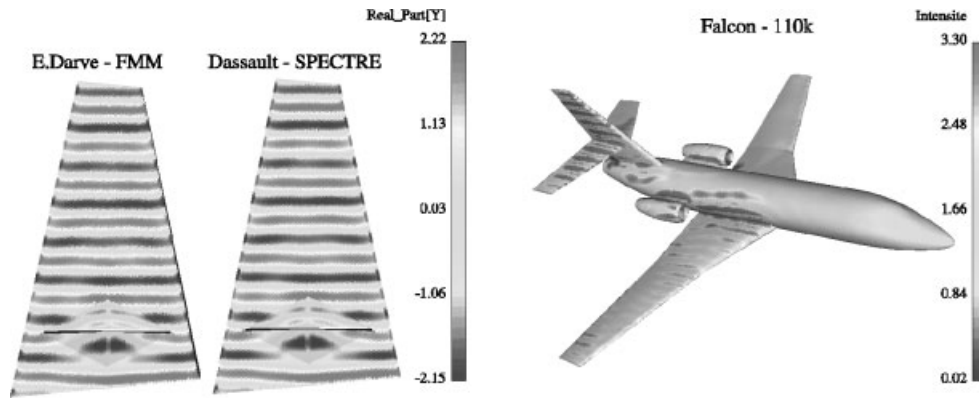 Real_Part[Y]
2.22
E.Darve - FMM
Dassault - SPECTRE
1.13
0.03
-1.06
-2.15
Falcon - 110k
Intensite
3.30
2.48
1.66
0.84
0.02